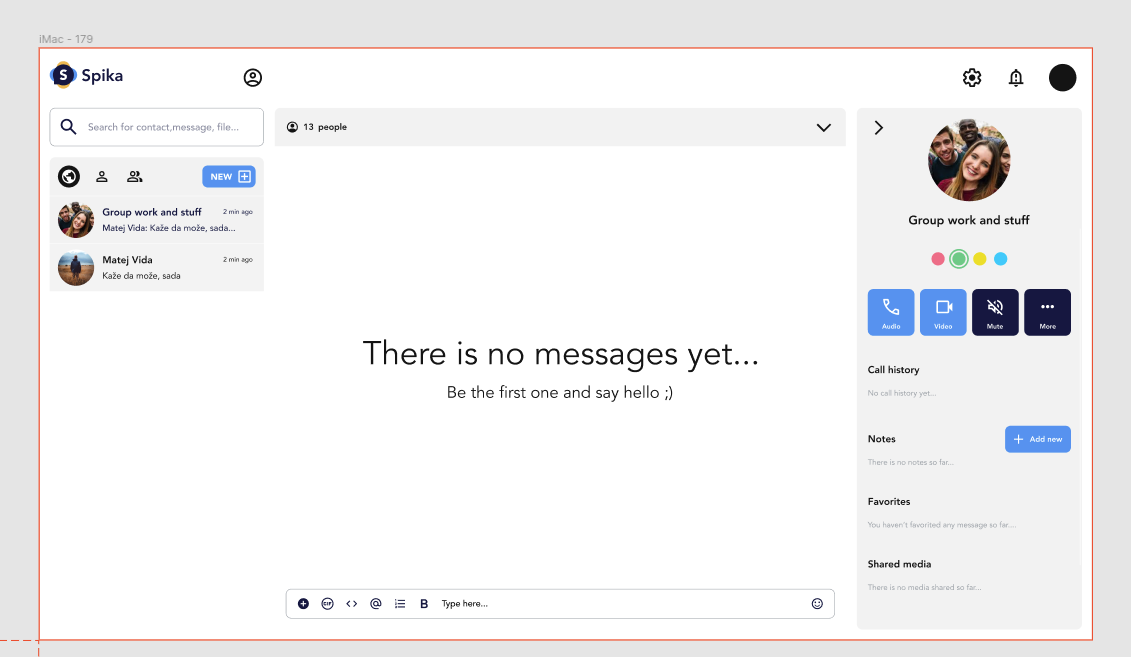 iMac - 179
S Spika
Search for contact,message, file...
13 people
NEW
Group work and stuff 2 min ago
Matej Vida: Kaže da može, sada...
Matej Vida 2 min ago
Kaže da može, sada
There is no messages yet...
Be the first one and say hello ;)
GIF @ B Type here...
Group work and stuff
Audio Video Mute More
Call history
No call history yet...
Notes Add new
There is no notes so far...
Favorites
You haven't favorited any message so far....
Shared media
There is no media shared so far...